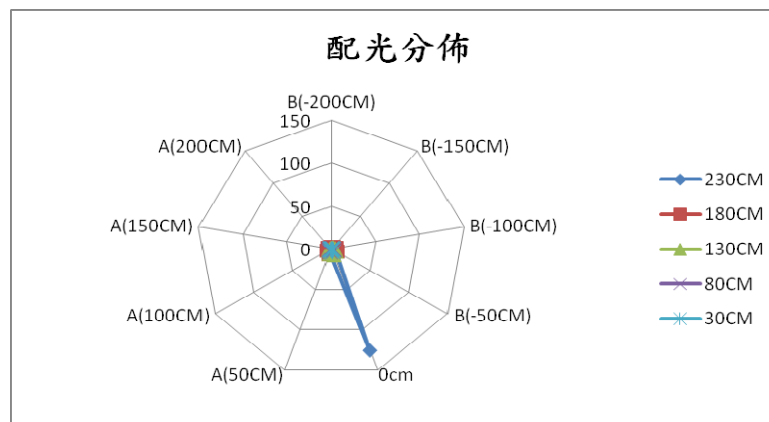 配光分佈
B(-200CM)
150
A(200CM)
B(-150CM)
100
230CM
50
180CM
A(150CM)
B(-100CM)
0
130CM
80CM
A(100CM)
B(-50CM)
30CM
A(50CM)
0cm